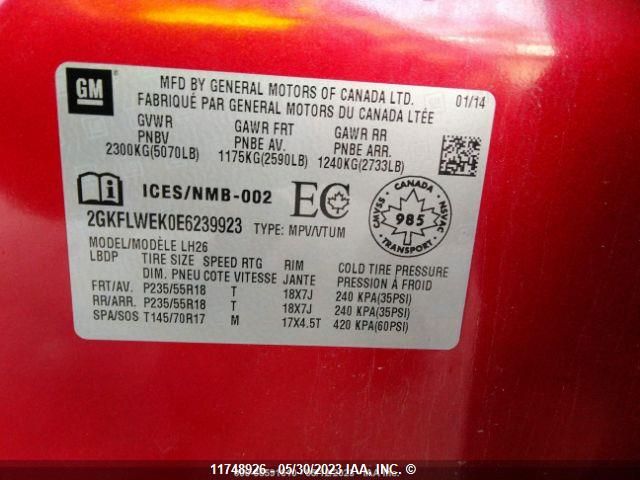 GM
MFD BY GENERAL MOTORS OF CANADA LTD. 01/14
FABRIQUÉ PAR GENERAL MOTORS DU CANADA LTÉE
GVWR GAWR FRT GAWR RR
PNBV PNBE AV. PNBE ARR.
2300KG(5070LB) 1175KG(2590LB) 1240KG(2733LB)
ICES/NMB-002 EC
CANADA CMVSS NSVAC 985
2GKFLWEK0E6239923 TYPE: MPV/VTUM
MODEL/MODÈLE LH26
LBDP TIRE SIZE SPEED RTG RIM COLD TIRE PRESSURE
DIM. PNEU COTE VITESSE JANTE PRESSION À FROID
FRT/AV. P235/55R18 T 18X7J 240 KPA(35PSI)
RR/ARR. P235/55R18 T 18X7J 240 KPA(35PSI)
SPA/SOS T145/70R17 M 17X4.5T 420 KPA(60PSI)
11748926 - 05/30/2023 IAA, INC.